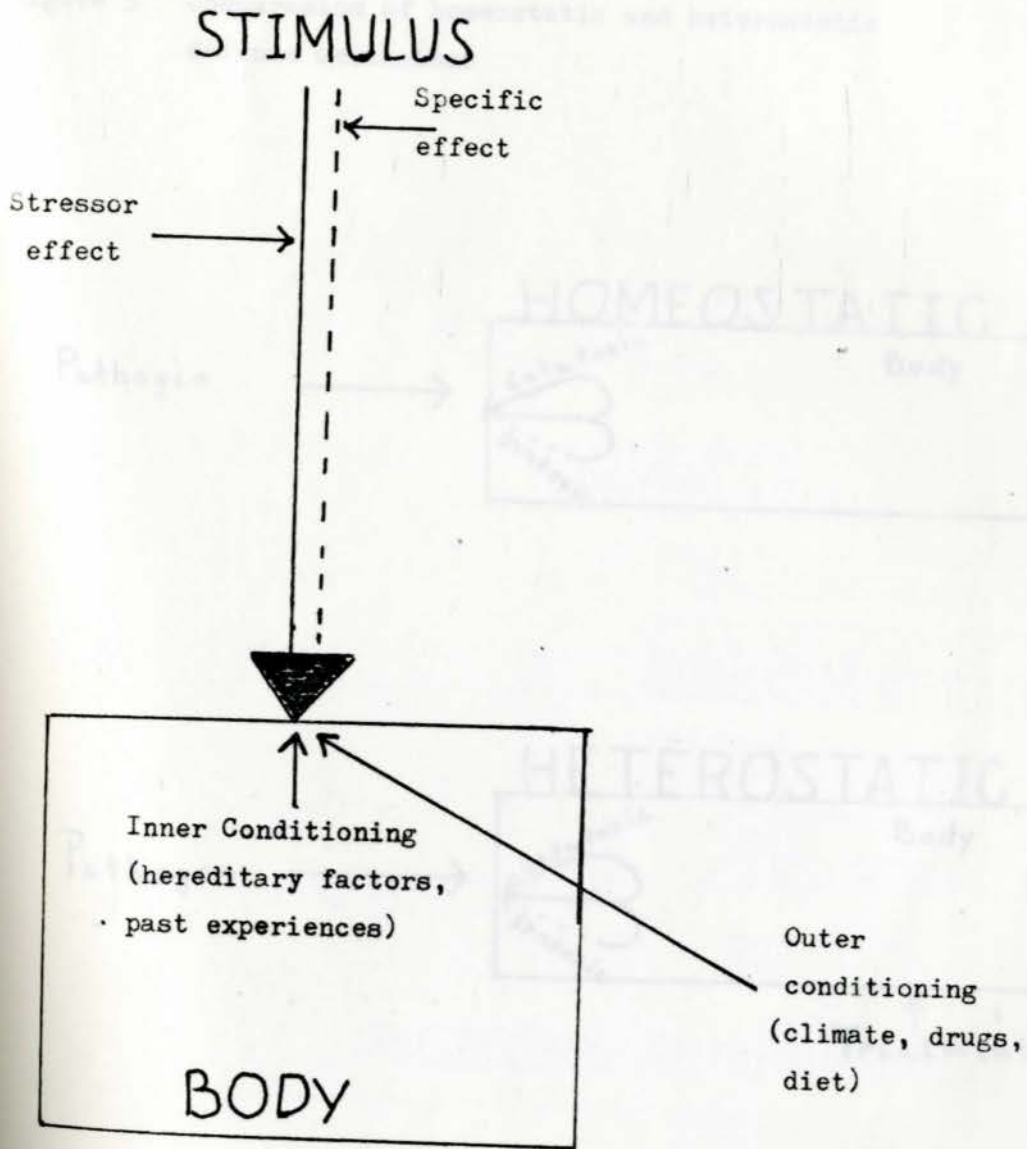 STIMULUS
Specific
effect
Stressor
effect
HOMEOSTATIC
Body
HETEROSTATIC
Body
Inner Conditioning
(hereditary factors,
past experiences)
Outer
conditioning
(climate, drugs,
diet)
BODY